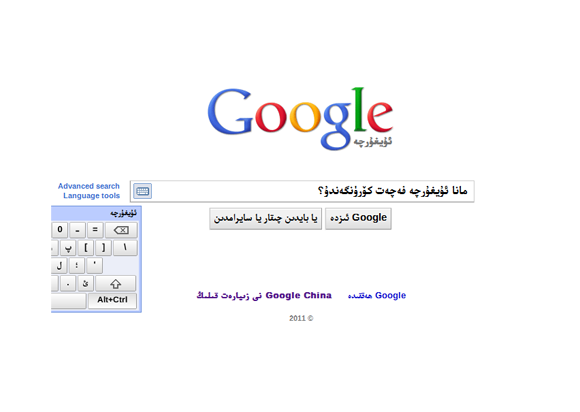 Google
ئۇيغۇرچە
Advanced search
Language tools
مانا ئۇيغۇرچە فەچەت كۆرۈنگەندۇ؟
ئۇيغۇرچە
Google ئىزدە
يا بايدىن چىتار يا سايرامدىن
0 - =
پ ] [ \
ل ؛ '
. ئ
Alt+Ctrl
Google ھەققىدە
Google China نى زىيارەت قىلىڭ
2011 ©